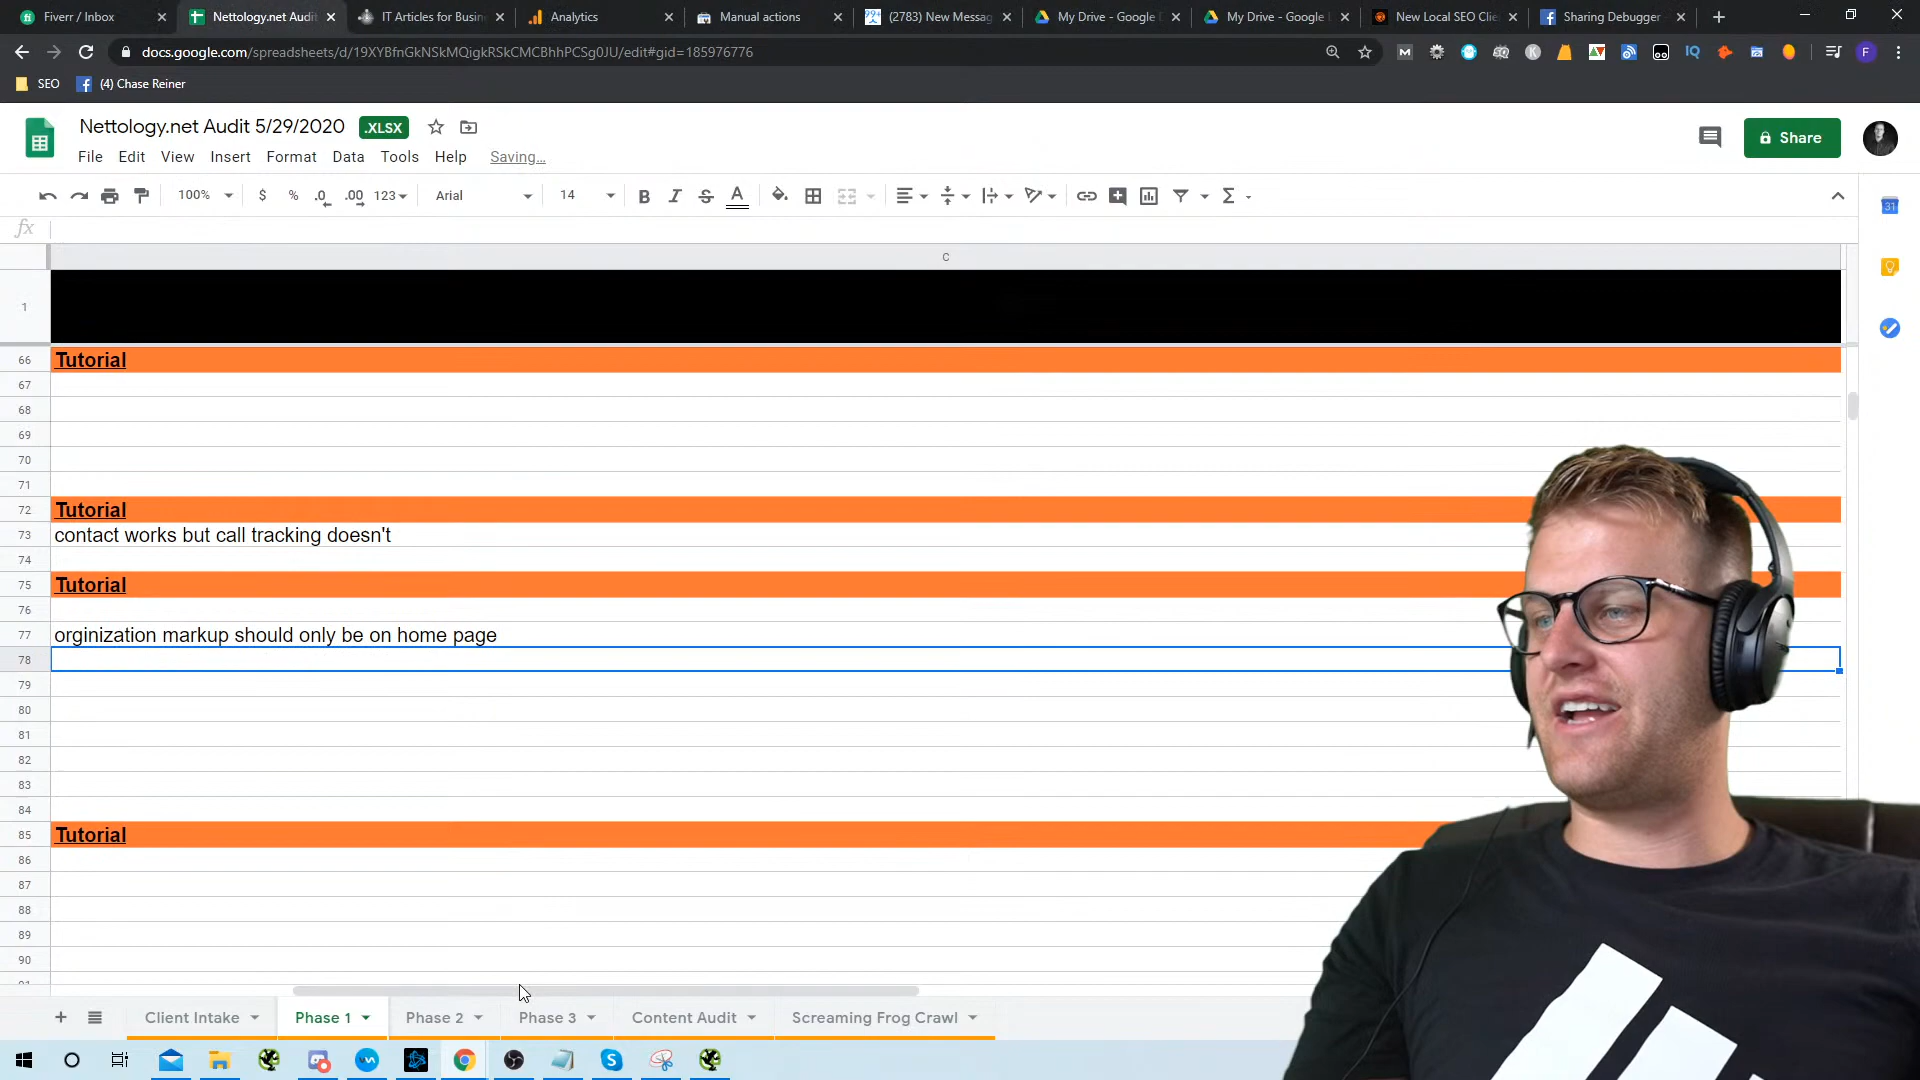 Fiverr / Inbox
Nettology.net Audit
IT Articles for Busin
Analytics
Manual actions
(2783) New Messag
My Drive - Google
My Drive - Google
New Local SEO Clie
Sharing Debugger
docs.google.com/spreadsheets/d/19XYBfnGkNSkMQigkRSkCMCBhhPCSg0JU/edit#gid=185976776
SEO
(4) Chase Reiner
Nettology.net Audit 5/29/2020 .XLSX
Share
File Edit View Insert Format Data Tools Help Saving...
100% $ % .0 .00 123 Arial 14 B I S A
fx
C
1
66 Tutorial
67
68
69
70
71
72 Tutorial
73 contact works but call tracking doesn't
74
75 Tutorial
76
77 orginization markup should only be on home page
78
79
80
81
82
83
84
85 Tutorial
86
87
88
89
90
Client Intake Phase 1 Phase 2 Phase 3 Content Audit Screaming Frog Crawl